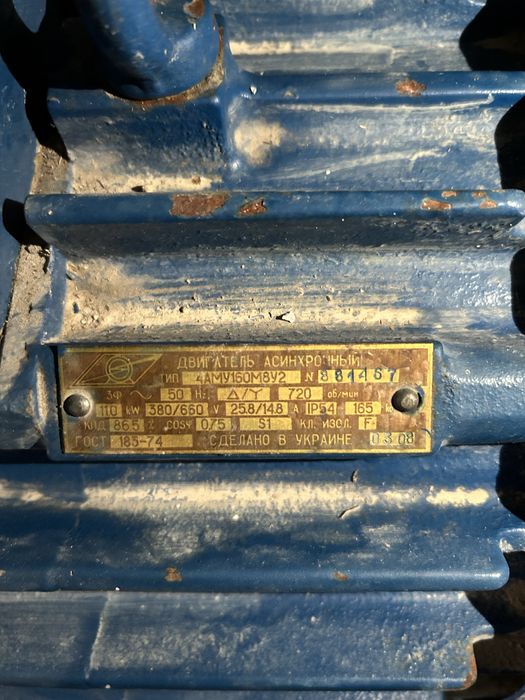 ДВИГАТЕЛЬ АСИНХРОННЫЙ
ТИП 4АМУ160М8У2 № 881467
3Ф ~ 50 Hz Δ/Y 720 об/мин
11,0 kW 380/660 V 25.8/14.8 A IP54 165 кг
КПД 86.5 % COSφ 0,75 S1 КЛ. ИЗОЛ. F
ГОСТ 183-74 СДЕЛАНО В УКРАИНЕ 03.08